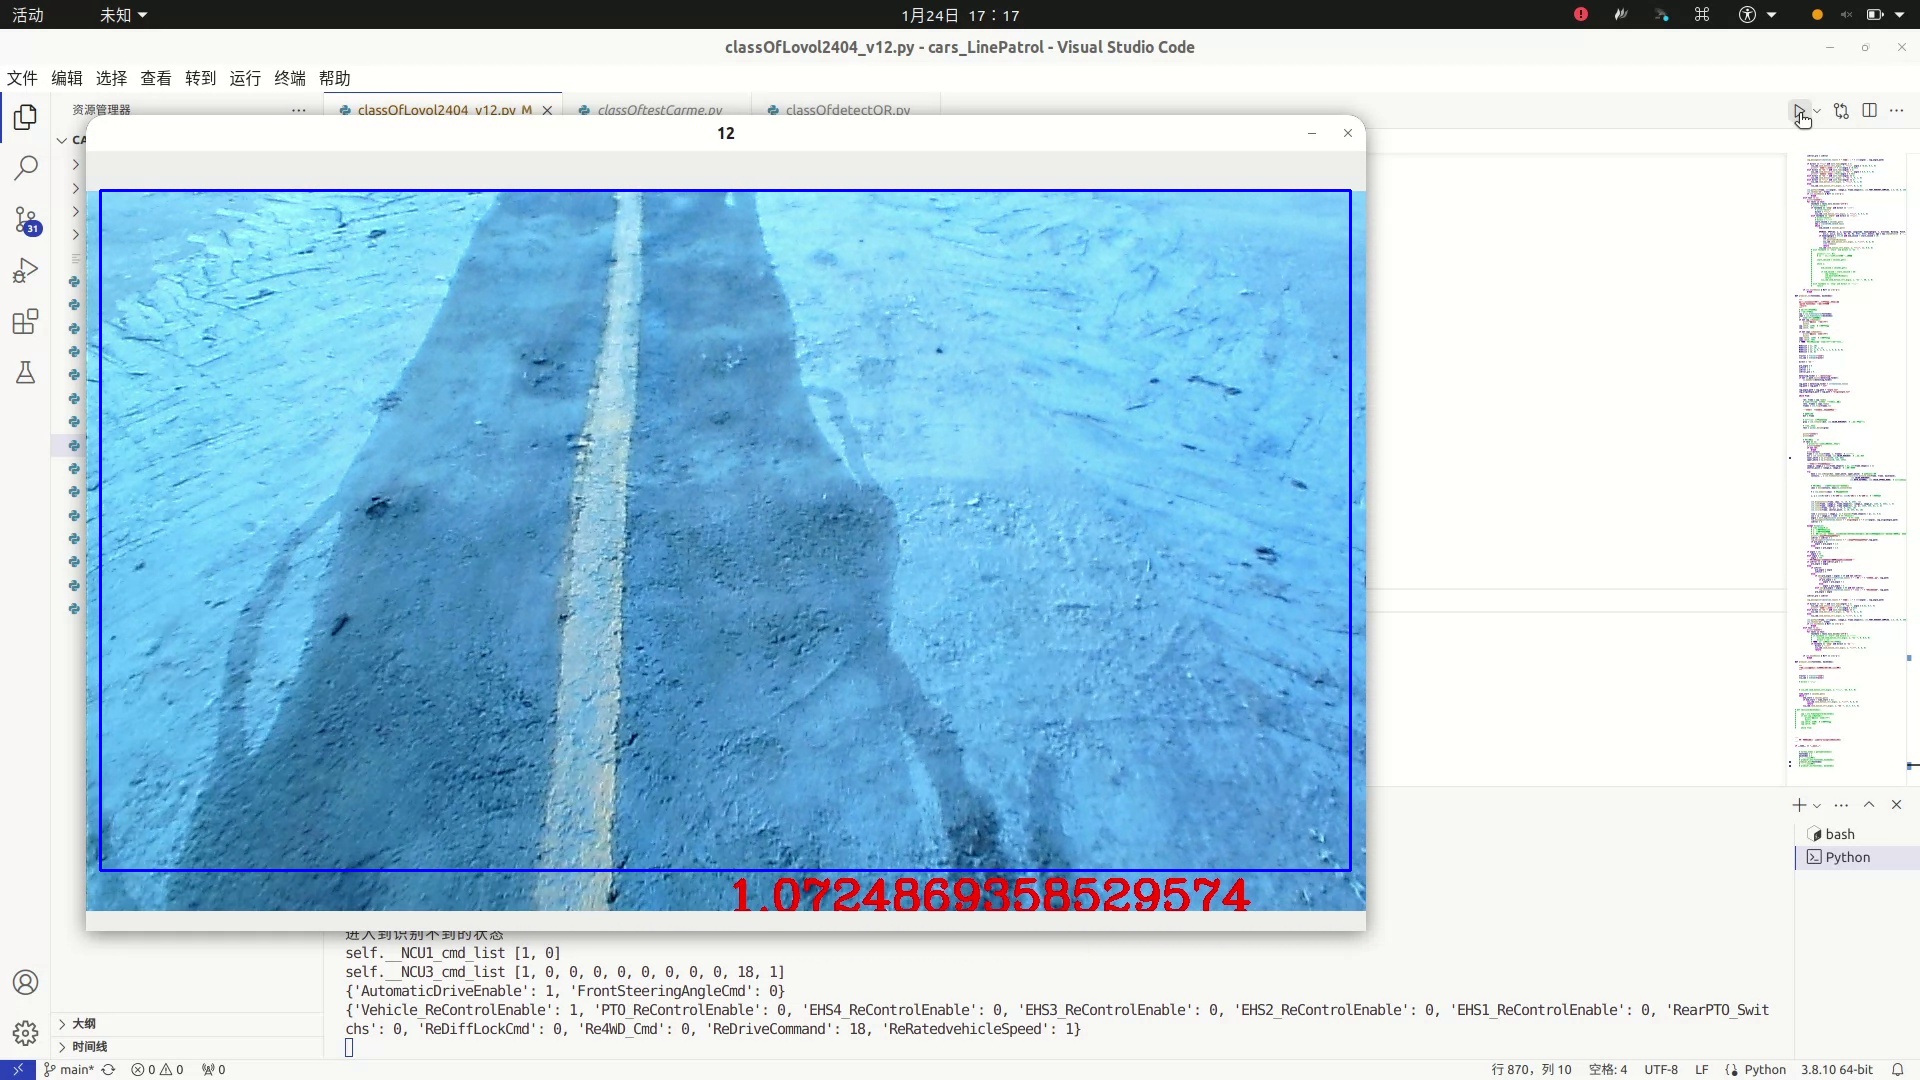 活动
未知
1月24日 17：17
classOfLovol2404_v12.py - cars_LinePatrol - Visual Studio Code
文件 编辑 选择 查看 转到 运行 终端 帮助
资源管理器
classOfLovol2404_v12.py M
classOftestCarme.py
classOfdetectQR.py
CA
12
31
1.0724869358529574
bash
Python
进入到识别不到的状态
self.__NCU1_cmd_list [1, 0]
self.__NCU3_cmd_list [1, 0, 0, 0, 0, 0, 0, 0, 0, 18, 1]
{'AutomaticDriveEnable': 1, 'FrontSteeringAngleCmd': 0}
{'Vehicle_ReControlEnable': 1, 'PTO_ReControlEnable': 0, 'EHS4_ReControlEnable': 0, 'EHS3_ReControlEnable': 0, 'EHS2_ReControlEnable': 0, 'EHS1_ReControlEnable': 0, 'RearPTO_Swit
chs': 0, 'ReDiffLockCmd': 0, 'Re4WD_Cmd': 0, 'ReDriveCommand': 18, 'ReRatedvehicleSpeed': 1}
大纲
时间线
main*
0 0
0
行 870，列 10
空格: 4
UTF-8
LF
Python
3.8.10 64-bit